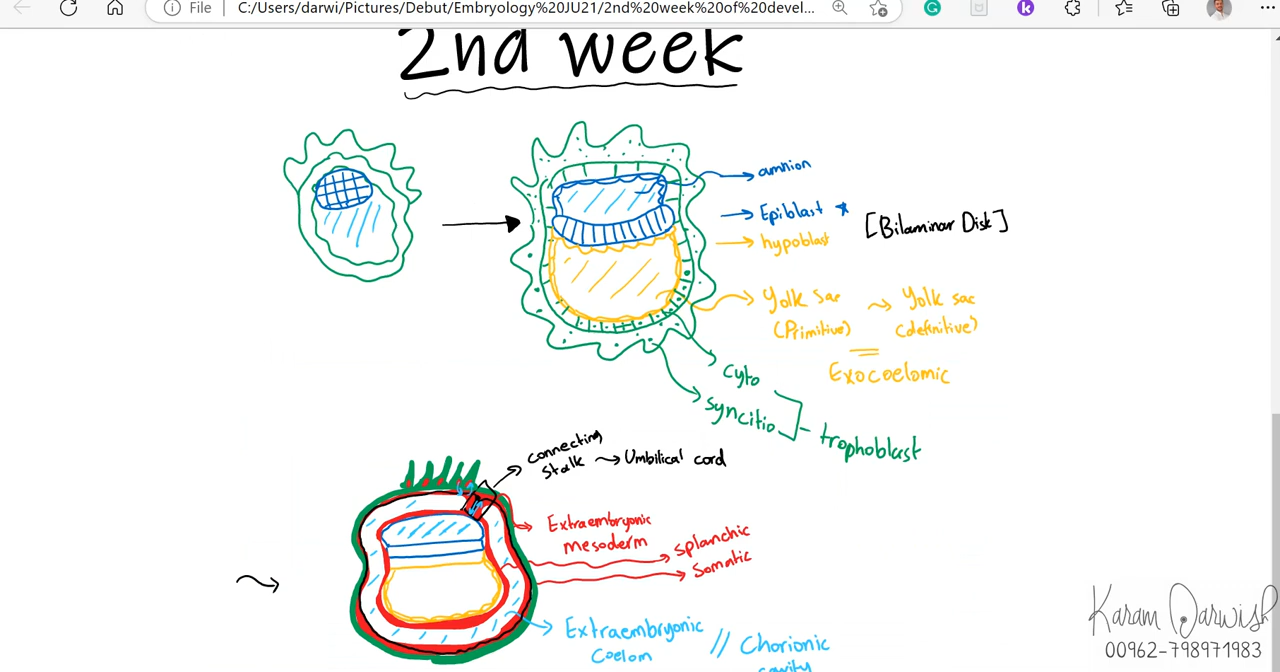 File
C:/Users/darwi/Pictures/Debut/Embryology%20JU21/2nd%20week%20of%20devel...
2nd week
amnion
Epiblast *
[Bilaminar Disk]
hypoblast
Yolk sac
(Primitive)
Yolk sac
(definitive)
Exocoelomic
Cyto
syncitio
trophoblast
connecting
stalk
Umbilical cord
Extraembryonic
mesoderm
splanchic
Somatic
Extraembryonic
Coelom
// Chorionic
cavity
Karam Darwish
00962-798971983